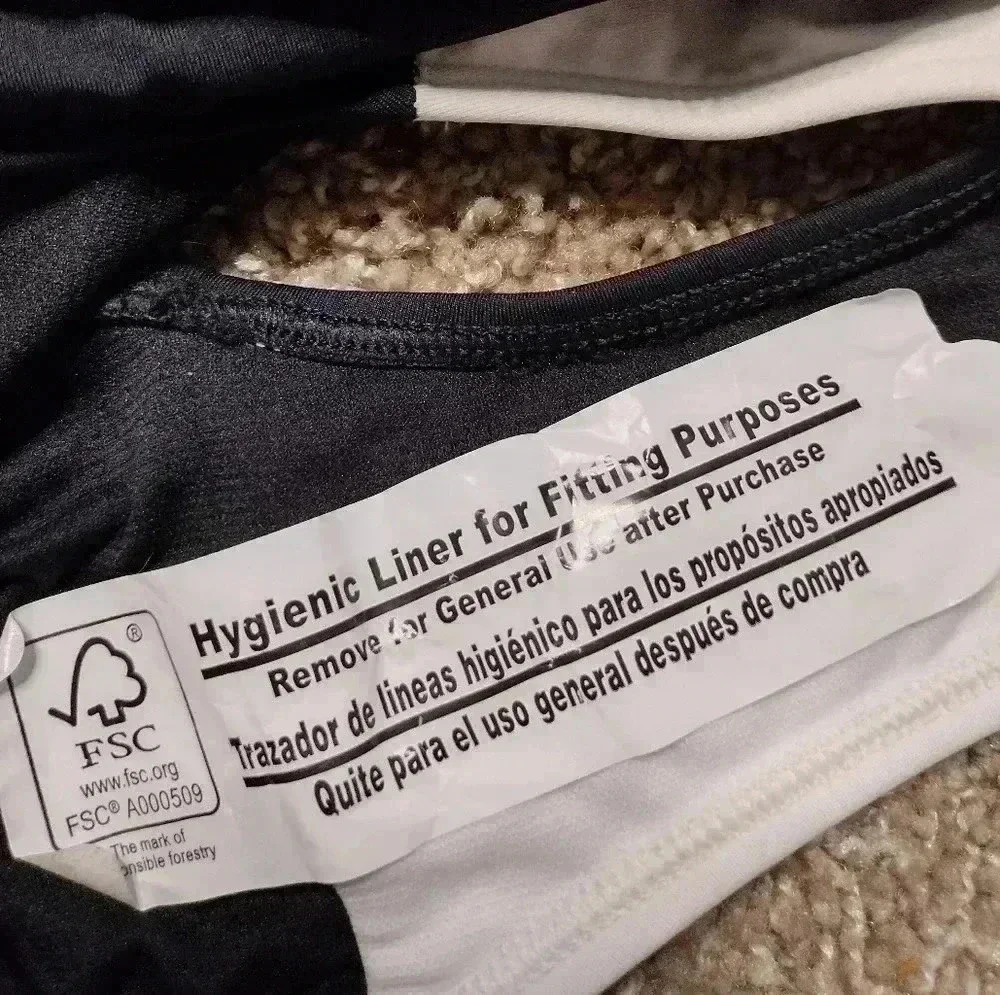 Hygienic Liner for Fitting Purposes
Remove for General Use after Purchase
Trazador de lineas higiénico para los propósitos apropiados
Quite para el uso general después de compra
®
FSC
www.fsc.org
FSC® A000509
The mark of
onsible forestry